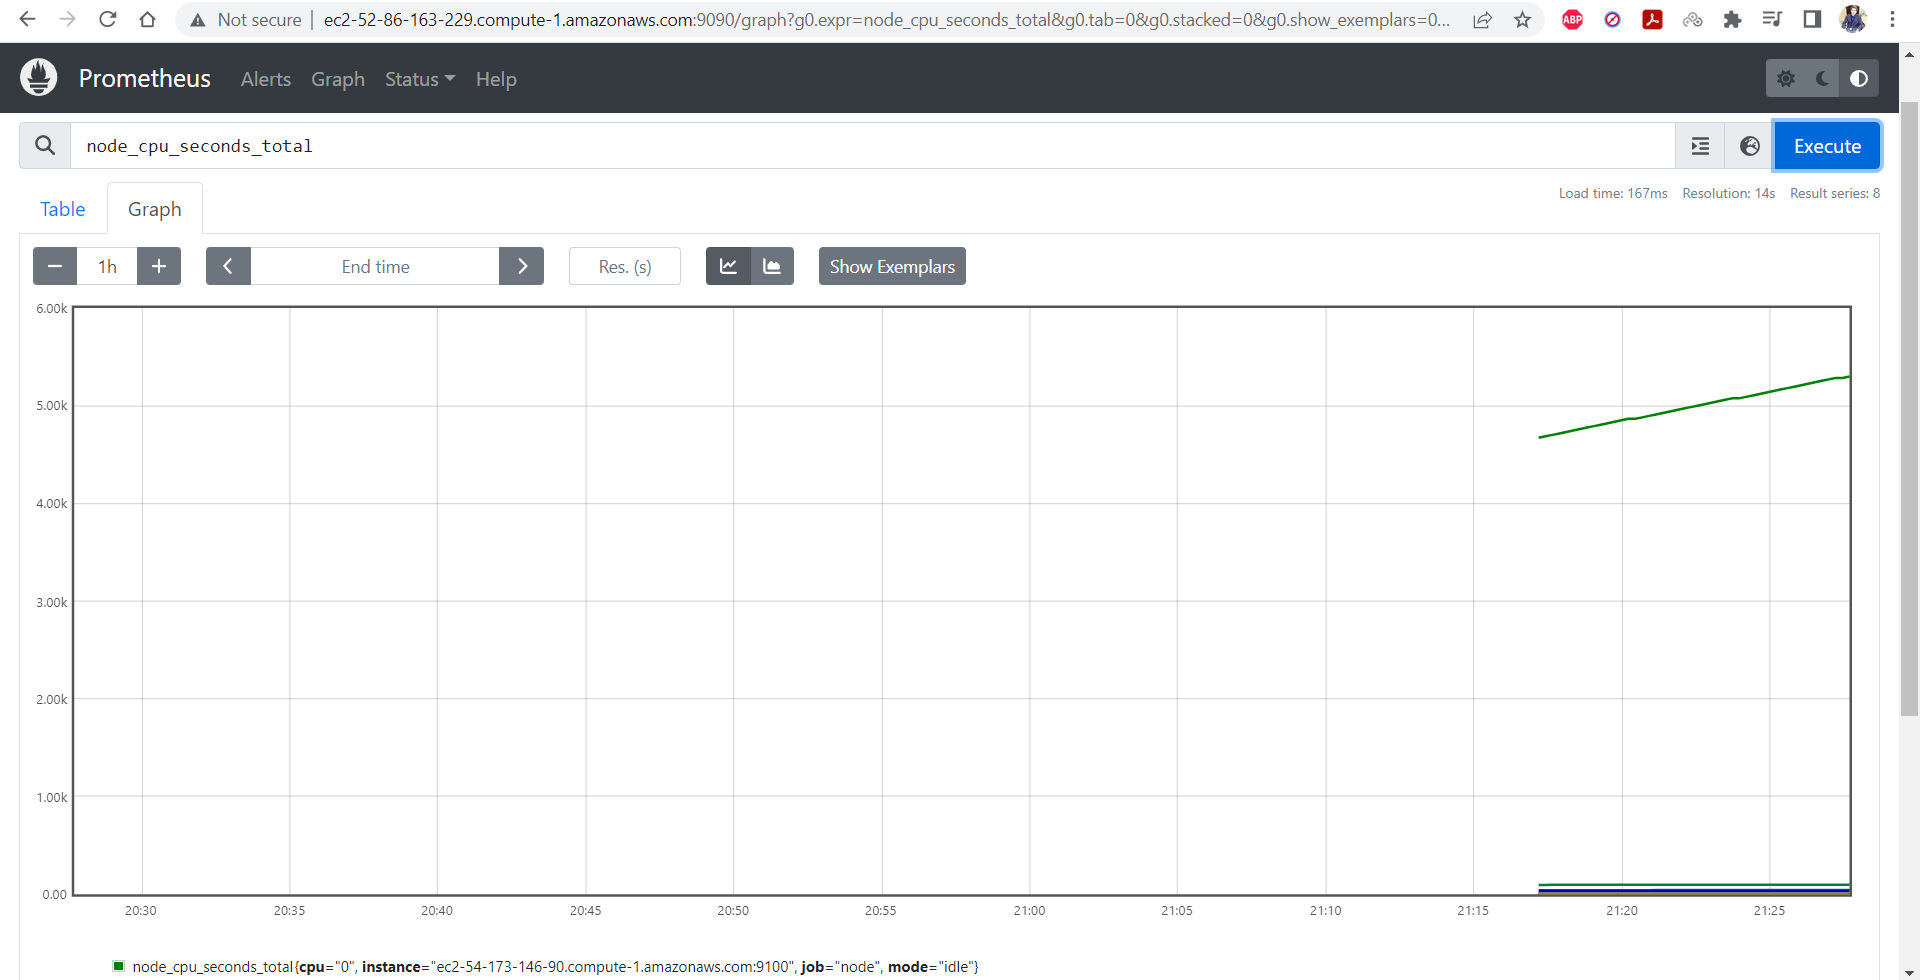 Not secure | ec2-52-86-163-229.compute-1.amazonaws.com:9090/graph?g0.expr=node_cpu_seconds_total&g0.tab=0&g0.stacked=0&g0.show_exemplars=0...
ABP
Prometheus Alerts Graph Status Help
node_cpu_seconds_total
Execute
Load time: 167ms Resolution: 14s Result series: 8
Table Graph
1h End time Res. (s) Show Exemplars
6.00k
5.00k
4.00k
3.00k
2.00k
1.00k
0.00
20:30 20:35 20:40 20:45 20:50 20:55 21:00 21:05 21:10 21:15 21:20 21:25
node_cpu_seconds_total{cpu="0", instance="ec2-54-173-146-90.compute-1.amazonaws.com:9100", job="node", mode="idle"}